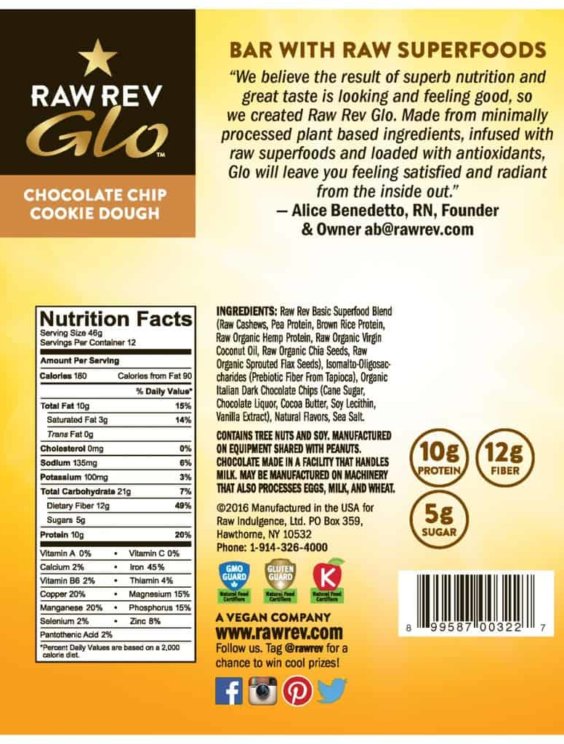 RAW REV
Glo™
CHOCOLATE CHIP
COOKIE DOUGH
BAR WITH RAW SUPERFOODS
“We believe the result of superb nutrition and
great taste is looking and feeling good, so
we created Raw Rev Glo. Made from minimally
processed plant based ingredients, infused with
raw superfoods and loaded with antioxidants,
Glo will leave you feeling satisfied and radiant
from the inside out.”
— Alice Benedetto, RN, Founder
& Owner ab@rawrev.com
Nutrition Facts
Serving Size 46g
Servings Per Container 12
Amount Per Serving
Calories 180 Calories from Fat 90
% Daily Value*
Total Fat 10g 15%
Saturated Fat 3g 14%
Trans Fat 0g
Cholesterol 0mg 0%
Sodium 135mg 6%
Potassium 100mg 3%
Total Carbohydrate 21g 7%
Dietary Fiber 12g 49%
Sugars 5g
Protein 10g 20%
Vitamin A 0% • Vitamin C 0%
Calcium 2% • Iron 45%
Vitamin B6 2% • Thiamin 4%
Copper 20% • Magnesium 15%
Manganese 20% • Phosphorus 15%
Selenium 2% • Zinc 8%
Pantothenic Acid 2%
*Percent Daily Values are based on a 2,000
calorie diet.
INGREDIENTS: Raw Rev Basic Superfood Blend
(Raw Cashews, Pea Protein, Brown Rice Protein,
Raw Organic Hemp Protein, Raw Organic Virgin
Coconut Oil, Raw Organic Chia Seeds, Raw
Organic Sprouted Flax Seeds), Isomalto-Oligosac-
charides (Prebiotic Fiber From Tapioca), Organic
Italian Dark Chocolate Chips (Cane Sugar,
Chocolate Liquor, Cocoa Butter, Soy Lecithin,
Vanilla Extract), Natural Flavors, Sea Salt.
CONTAINS TREE NUTS AND SOY. MANUFACTURED
ON EQUIPMENT SHARED WITH PEANUTS.
CHOCOLATE MADE IN A FACILITY THAT HANDLES
MILK. MAY BE MANUFACTURED ON MACHINERY
THAT ALSO PROCESSES EGGS, MILK, AND WHEAT.
©2016 Manufactured in the USA for
Raw Indulgence, Ltd. PO Box 359,
Hawthorne, NY 10532
Phone: 1-914-326-4000
GMO
GUARD
Natural Food
Certifiers
GLUTEN
GUARD
Natural Food
Certifiers
K
Natural Food
Certifiers
A VEGAN COMPANY
www.rawrev.com
Follow us. Tag @rawrev for a
chance to win cool prizes!
10g
PROTEIN
12g
FIBER
5g
SUGAR
8 99587 00322 7